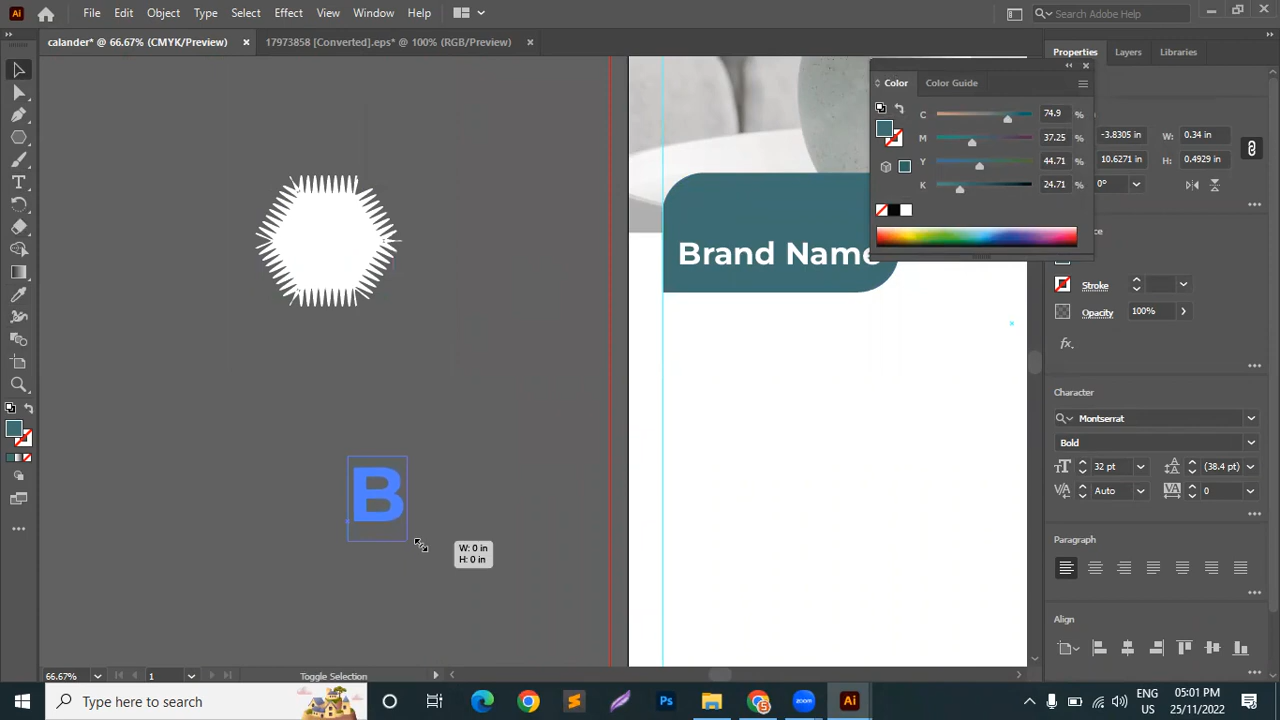 Ai File Edit Object Type Select Effect View Window Help Search Adobe Help
calander* @ 66.67% (CMYK/Preview) × 17973858 [Converted].eps* @ 100% (RGB/Preview) ×
Properties Layers Libraries
Color Color Guide
C 74.9 %
M 37.25 %
Y 44.71 %
K 24.71 %
-3.8305 in W: 0.34 in
10.6271 in H: 0.4929 in
0°
Stroke
Opacity 100%
fx.
Character
Montserrat
Bold
32 pt (38.4 pt)
Auto 0
Paragraph
Align
Brand Name
B
W: 0 in
H: 0 in
66.67% 1 Toggle Selection
Type here to search Ps Ai ENG US 05:01 PM 25/11/2022